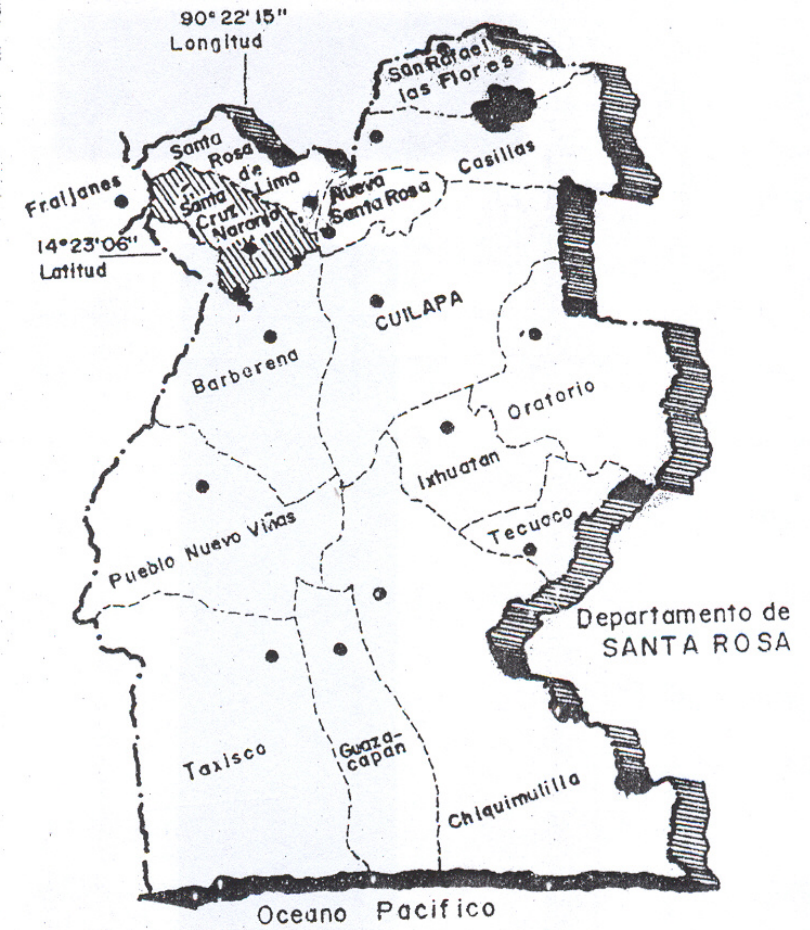 90° 22' 15"
Longitud
San Rafael
las Flores
Santa
Rosa
de
Lima
Casillas
Fraijanes
Santa
Cruz
Naranjo
Nueva
Santa Rosa
14° 23' 06"
Latitud
CUILAPA
Barberena
Oratorio
Ixhuatan
Tecuaco
Pueblo Nuevo Viñas
Departamento de
SANTA ROSA
Taxisco
Guaza-
capan
Chiquimulilla
Oceano Pacifico